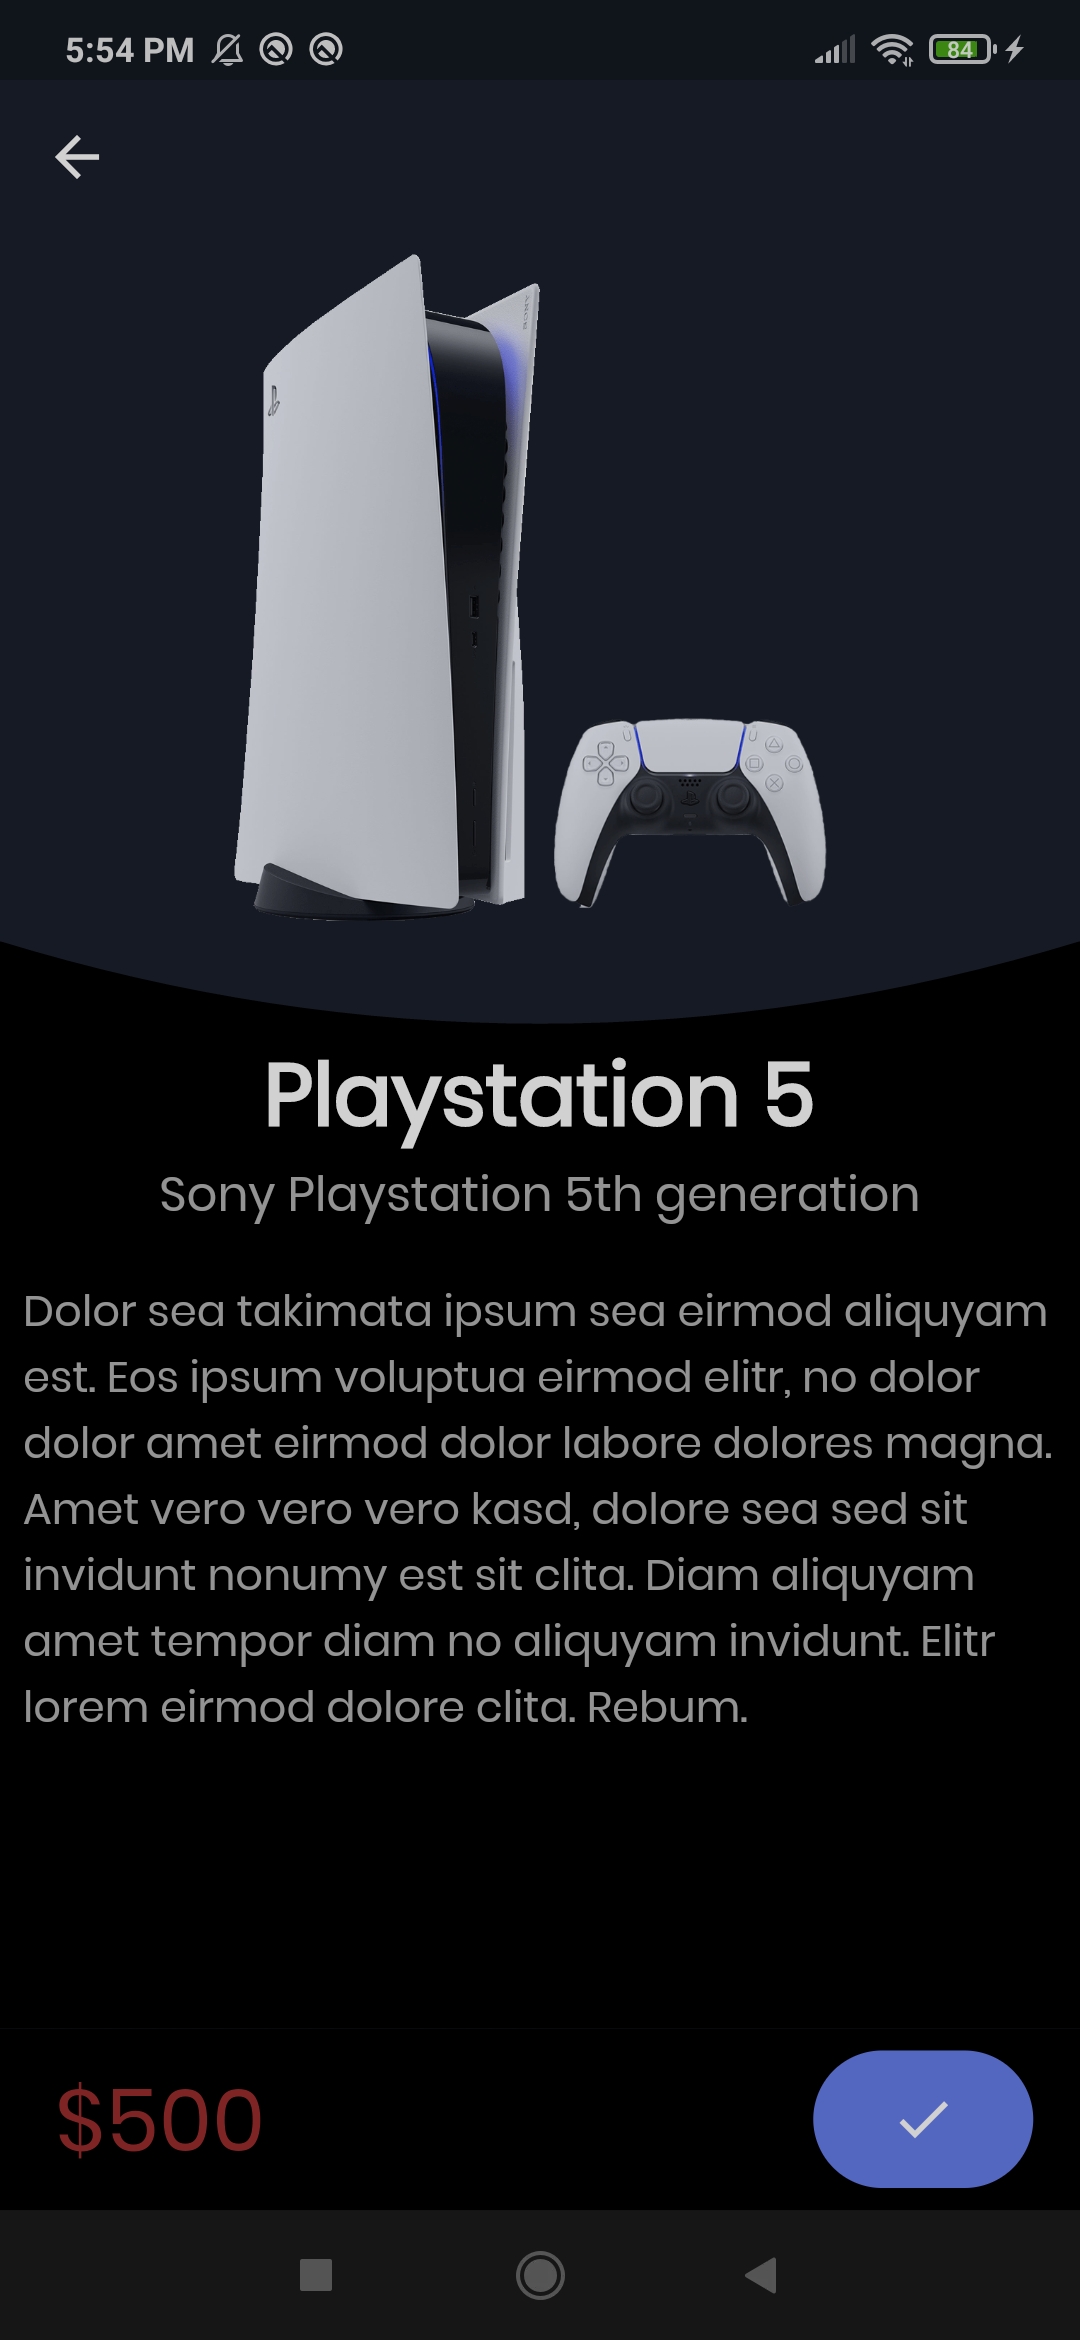 5:54 PM
84
SONY
Playstation 5
Sony Playstation 5th generation
Dolor sea takimata ipsum sea eirmod aliquyam
est. Eos ipsum voluptua eirmod elitr, no dolor
dolor amet eirmod dolor labore dolores magna.
Amet vero vero vero kasd, dolore sea sed sit
invidunt nonumy est sit clita. Diam aliquyam
amet tempor diam no aliquyam invidunt. Elitr
lorem eirmod dolore clita. Rebum.
$500